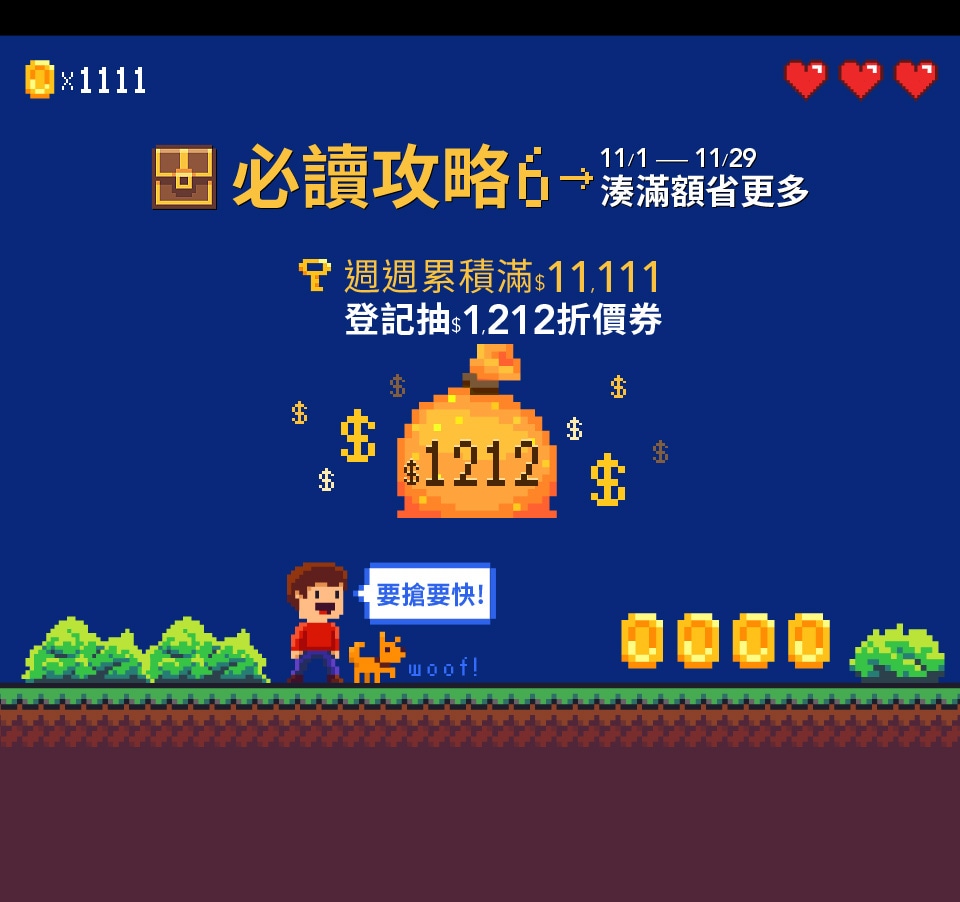 x1111
必讀攻略6→
11/1 — 11/29
湊滿額省更多
週週累積滿$11,111
登記抽$1,212折價券
$1212
要搶要快!
woof!